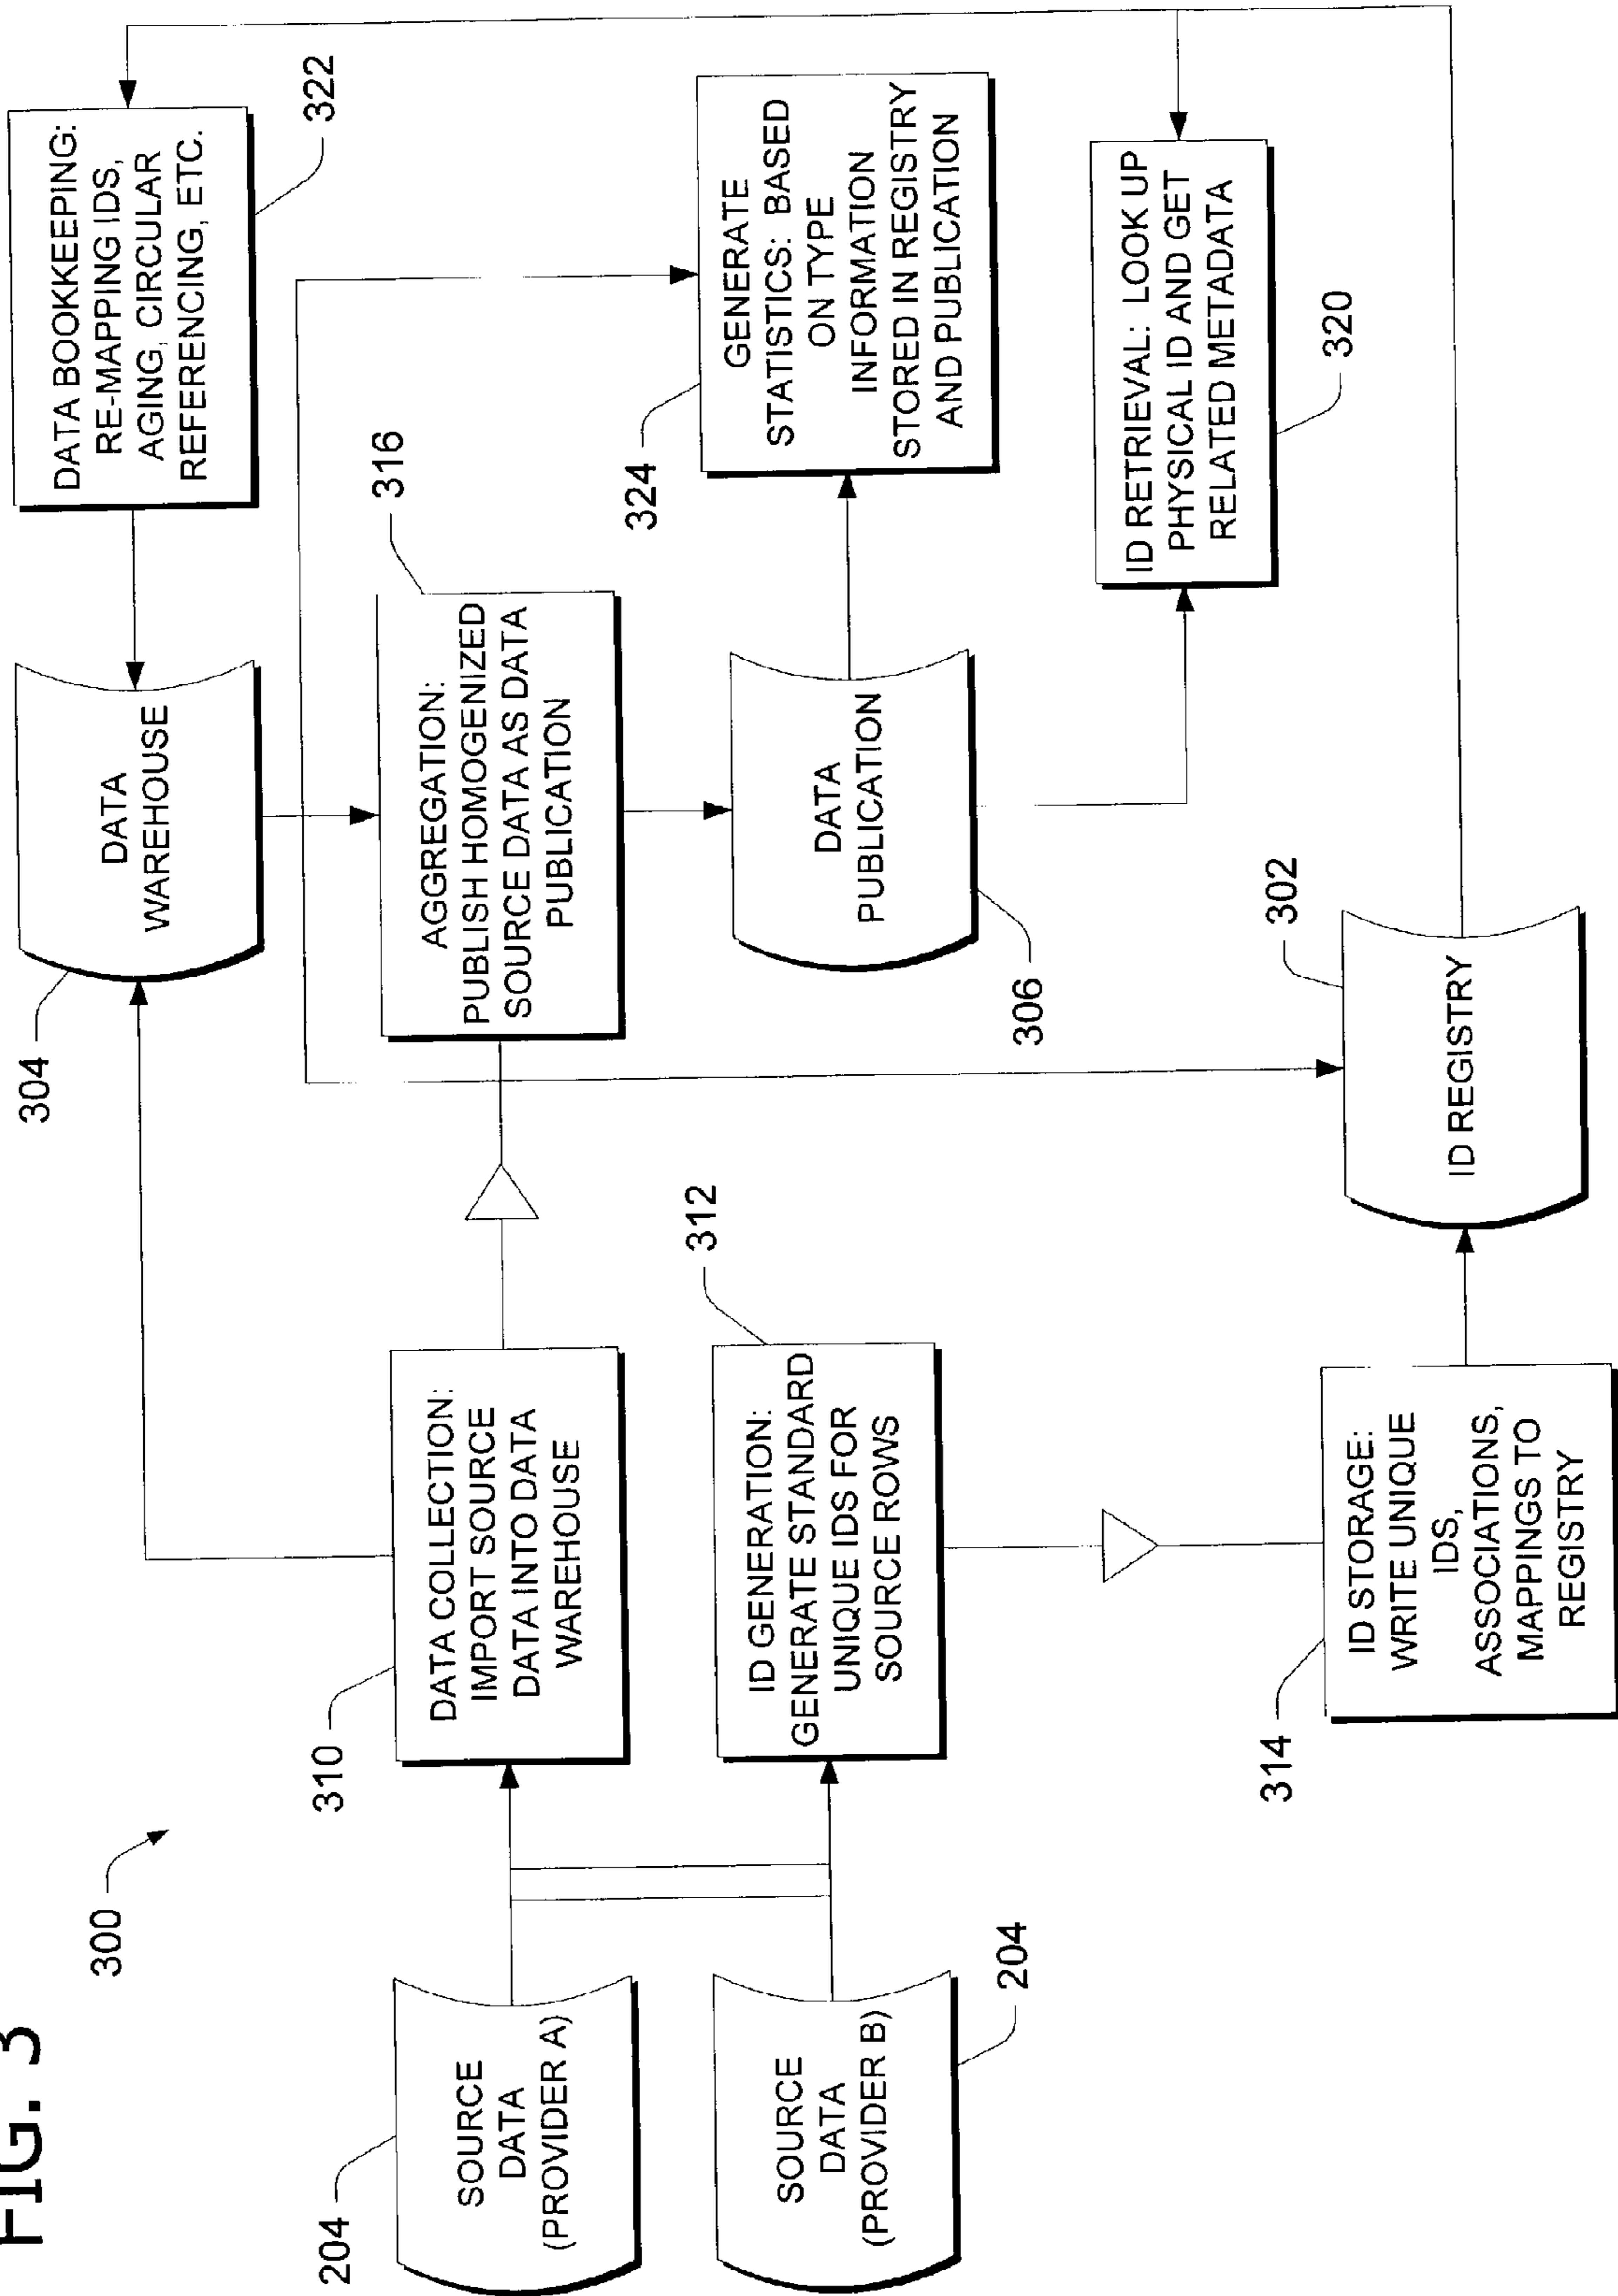 FIG. 3
300
204
SOURCE
DATA
(PROVIDER A)
SOURCE
DATA
(PROVIDER B)
204
310
DATA COLLECTION:
IMPORT SOURCE
DATA INTO DATA
WAREHOUSE
312
ID GENERATION:
GENERATE STANDARD
UNIQUE IDS FOR
SOURCE ROWS
314
ID STORAGE:
WRITE UNIQUE
IDS,
ASSOCIATIONS,
MAPPINGS TO
REGISTRY
304
DATA
WAREHOUSE
316
AGGREGATION:
PUBLISH HOMOGENIZED
SOURCE DATA AS DATA
PUBLICATION
DATA
PUBLICATION
306
302
ID REGISTRY
DATA BOOKKEEPING:
RE-MAPPING IDS,
AGING, CIRCULAR
REFERENCING, ETC.
322
324
GENERATE
STATISTICS: BASED
ON TYPE
INFORMATION
STORED IN REGISTRY
AND PUBLICATION
ID RETRIEVAL: LOOK UP
PHYSICAL ID AND GET
RELATED METADATA
320